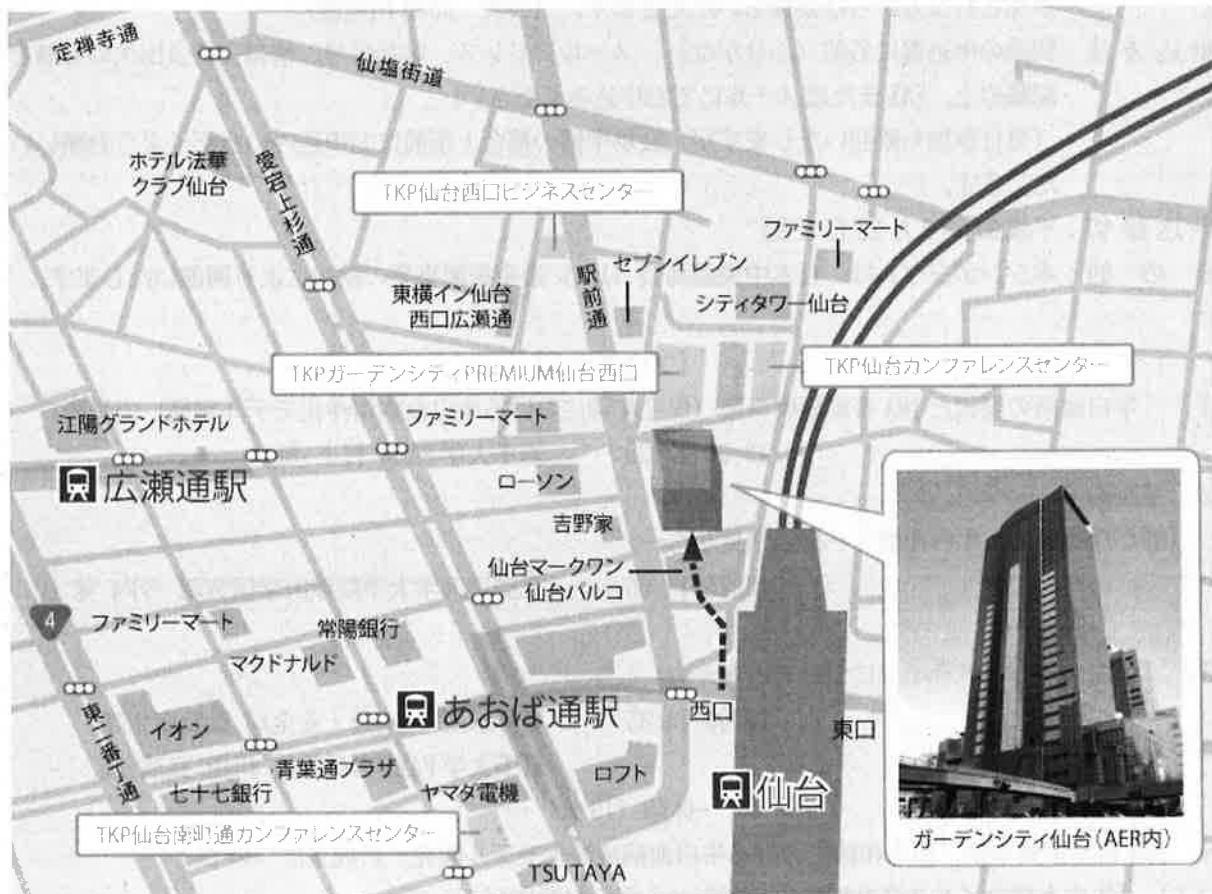 定禅寺通
仙塩街道
ホテル法華
クラブ仙台
愛宕上杉通
TKP仙台西口ビジネスセンター
ファミリーマート
セブンイレブン
東横イン仙台
西口広瀬通
駅前通
シティタワー仙台
TKPガーデンシティPREMIUM仙台西口
TKP仙台カンファレンスセンター
江陽グランドホテル
ファミリーマート
広瀬通駅
ローソン
吉野家
仙台マークワン
仙台パルコ
4
ファミリーマート
常陽銀行
マクドナルド
あおば通駅
西口
東口
東二番丁通
イオン
青葉通プラザ
七十七銀行
ヤマダ電機
ロフト
仙台
TKP仙台南町通カンファレンスセンター
TSUTAYA
ガーデンシティ仙台(AER内)